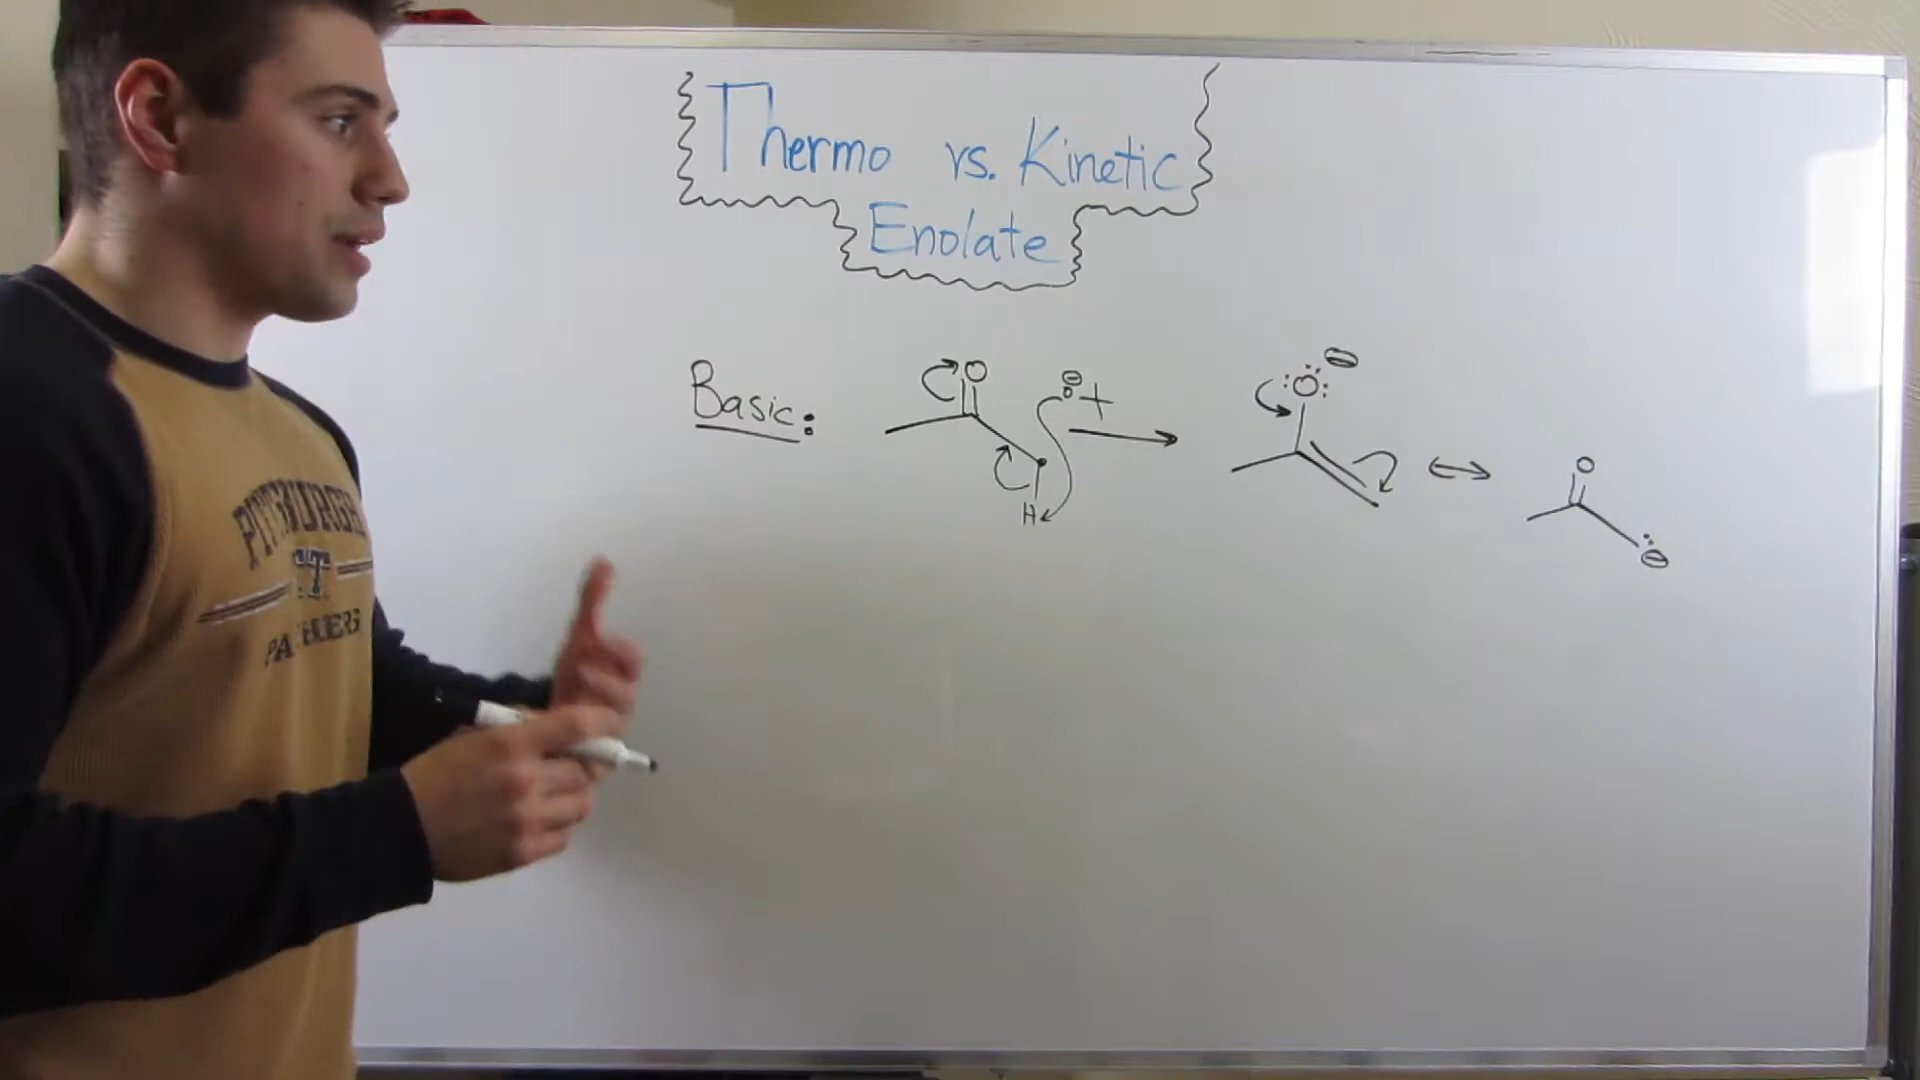 Thermo vs. Kinetic
Enolate
Basic:
O
H
:O:
O
PITTSBURGH
PANTHERS